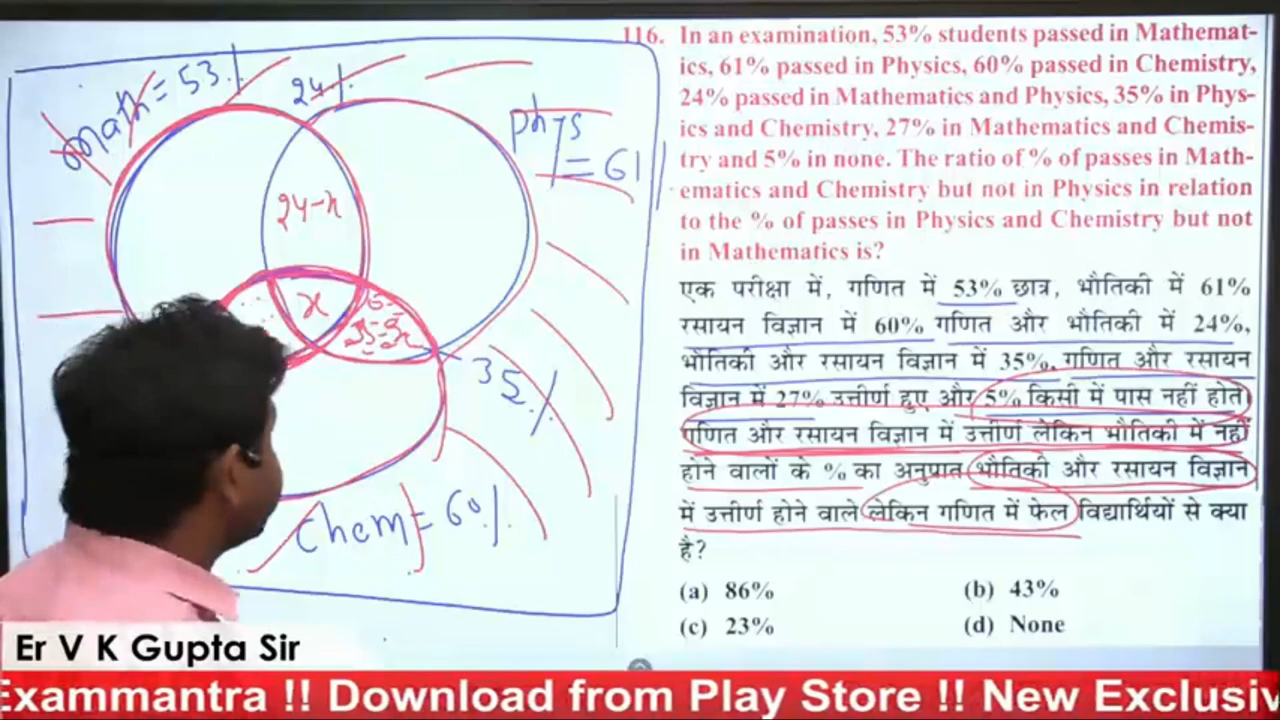 math = 53%
24%
Phys
= 61
24-x
x
35-x
35%
Chem = 60%
116. In an examination, 53% students passed in Mathemat-
ics, 61% passed in Physics, 60% passed in Chemistry,
24% passed in Mathematics and Physics, 35% in Phys-
ics and Chemistry, 27% in Mathematics and Chemis-
try and 5% in none. The ratio of % of passes in Math-
ematics and Chemistry but not in Physics in relation
to the % of passes in Physics and Chemistry but not
in Mathematics is?
एक परीक्षा में, गणित में 53% छात्र, भौतिकी में 61%
रसायन विज्ञान में 60% गणित और भौतिकी में 24%,
भौतिकी और रसायन विज्ञान में 35%, गणित और रसायन
विज्ञान में 27% उत्तीर्ण हुए और 5% किसी में पास नहीं होते
गणित और रसायन विज्ञान में उत्तीर्ण लेकिन भौतिकी में नहीं
होने वालों के % का अनुपात भौतिकी और रसायन विज्ञान
में उत्तीर्ण होने वाले लेकिन गणित में फेल विद्यार्थियों से क्या
है?
(a) 86% (b) 43%
(c) 23% (d) None
Er V K Gupta Sir
Exammantra !! Download from Play Store !! New Exclusiv